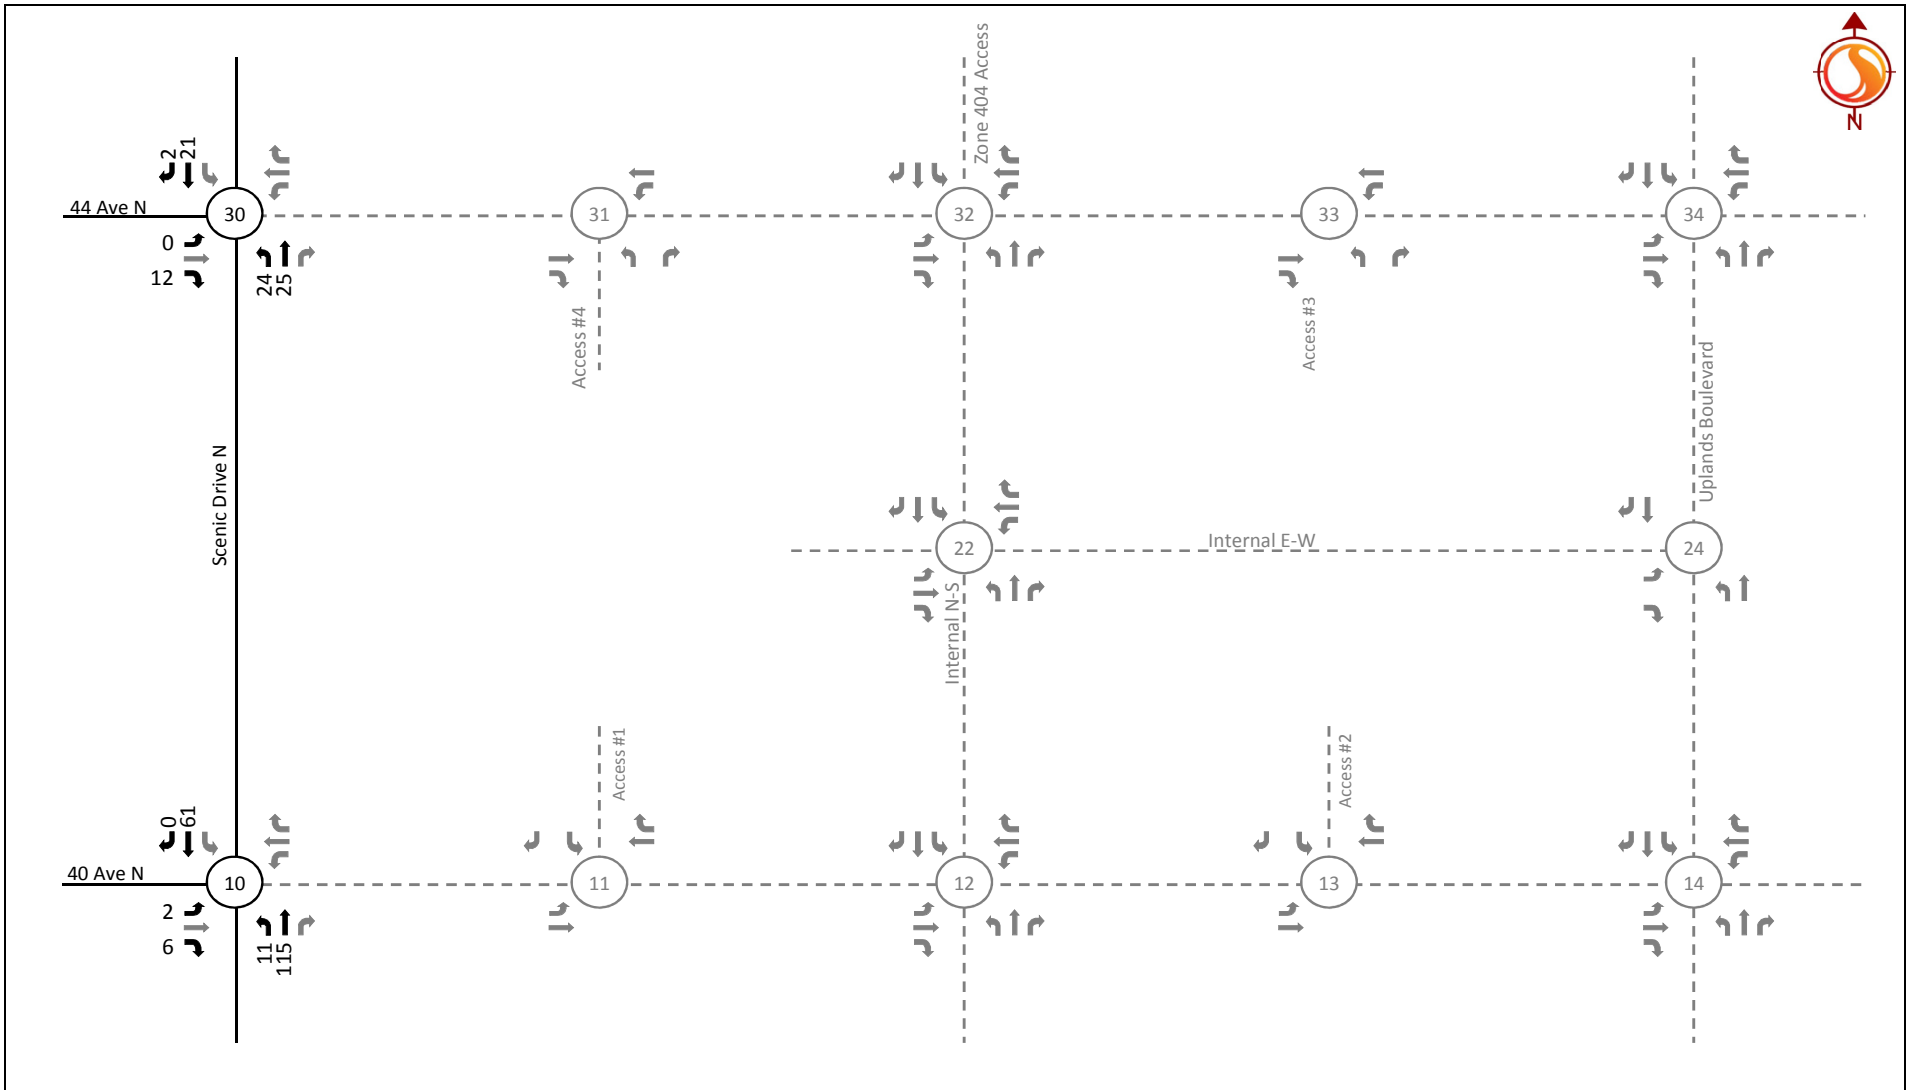 N
Zone 404 Access
2
21
44 Ave N
30
31
32
33
34
0
12
24
25
Access #4
Access #3
Uplands Boulevard
Scenic Drive N
22
Internal E-W
24
Internal N-S
Access #1
Access #2
0
61
40 Ave N
10
11
12
13
14
2
6
11
115